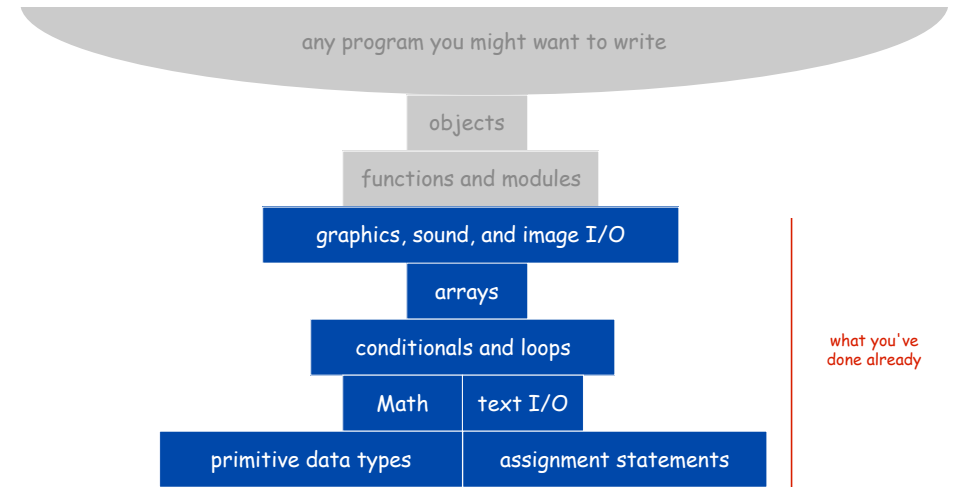 any program you might want to write
objects
functions and modules
graphics, sound, and image I/O
arrays
conditionals and loops
what you've
done already
Math
text I/O
primitive data types
assignment statements